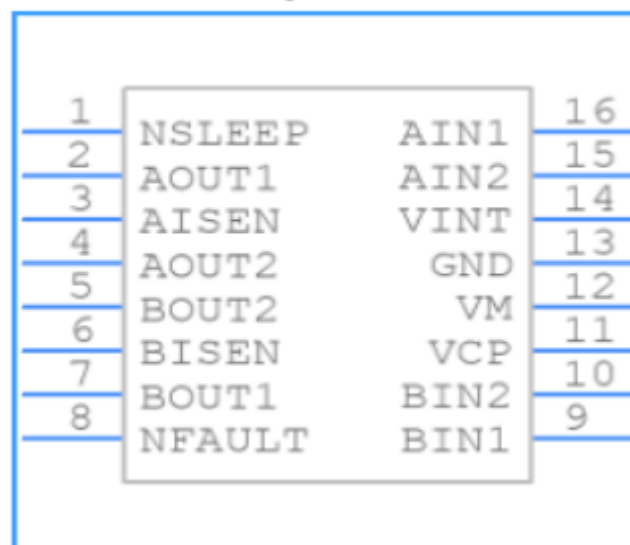 1 NSLEEP AIN1 16
2 AOUT1 AIN2 15
3 AISEN VINT 14
4 AOUT2 GND 13
5 BOUT2 VM 12
6 BISEN VCP 11
7 BOUT1 BIN2 10
8 NFAULT BIN1 9